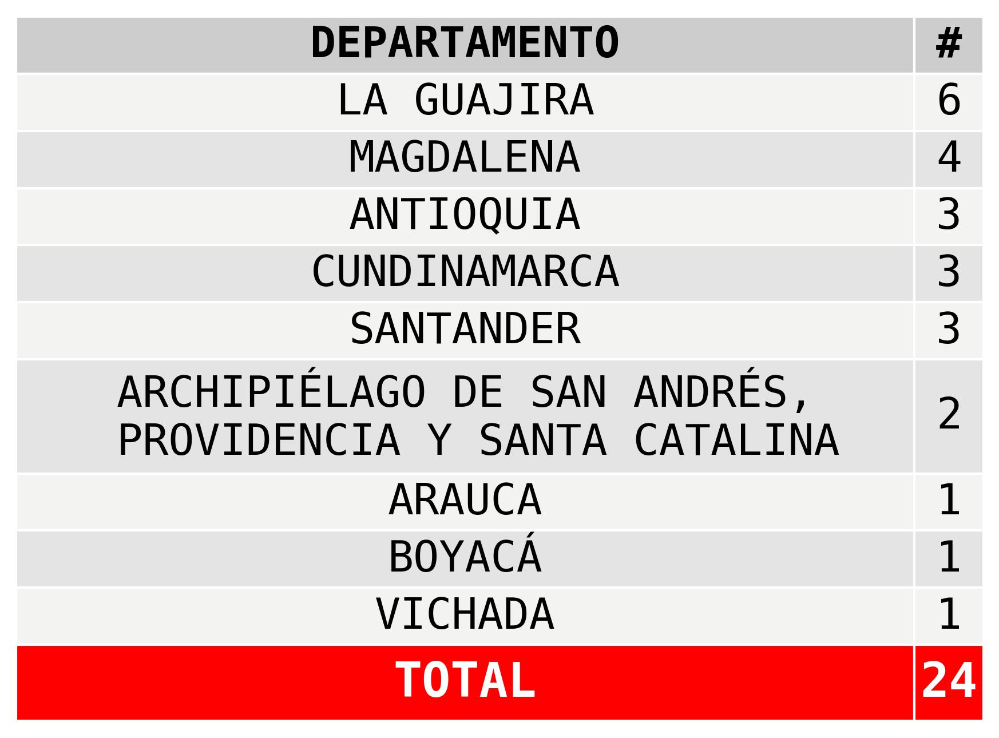 DEPARTAMENTO #
LA GUAJIRA 6
MAGDALENA 4
ANTIOQUIA 3
CUNDINAMARCA 3
SANTANDER 3
ARCHIPIÉLAGO DE SAN ANDRÉS,
PROVIDENCIA Y SANTA CATALINA 2
ARAUCA 1
BOYACÁ 1
VICHADA 1
TOTAL 24